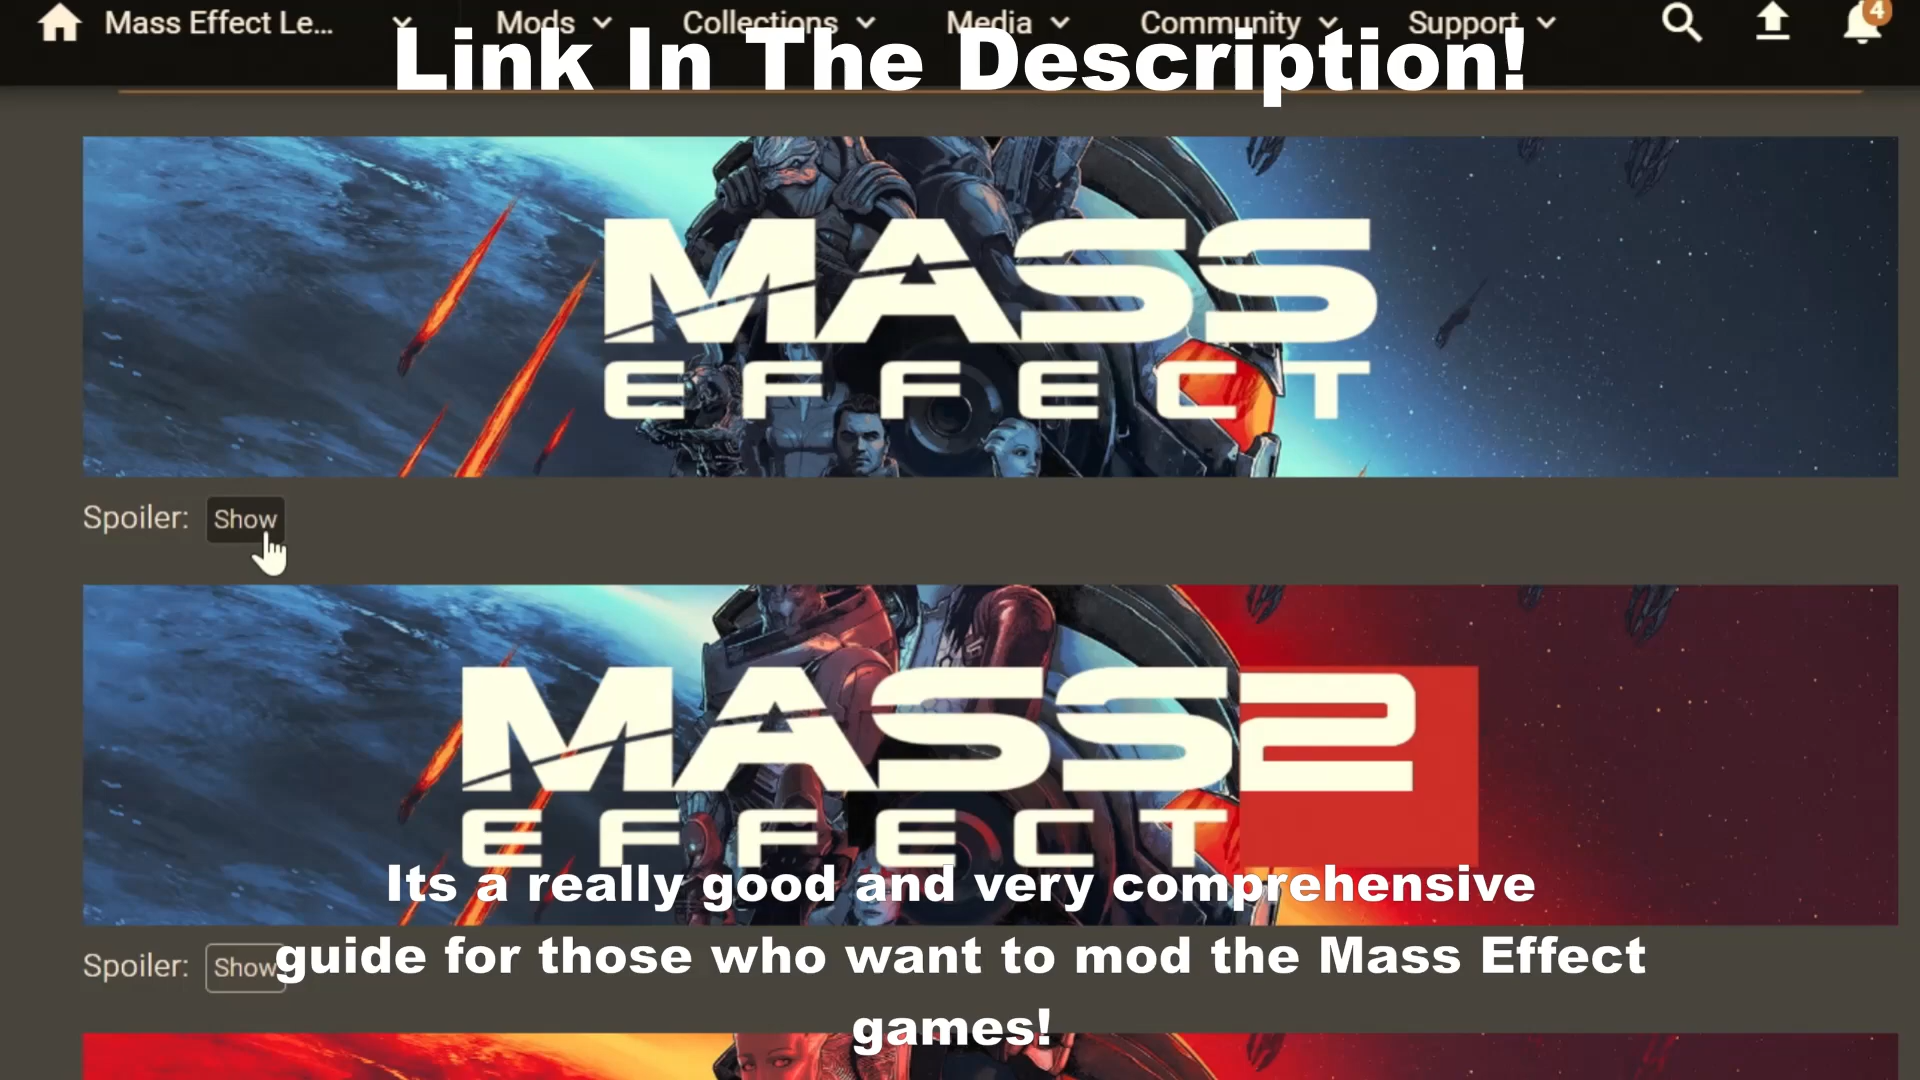 Mass Effect Le...
Mods
Collections
Media
Community
Support
4
Link In The Description!
MASS
EFFECT
Spoiler: Show
MASS 2
EFFECT
Its a really good and very comprehensive
Spoiler: Show
guide for those who want to mod the Mass Effect
games!